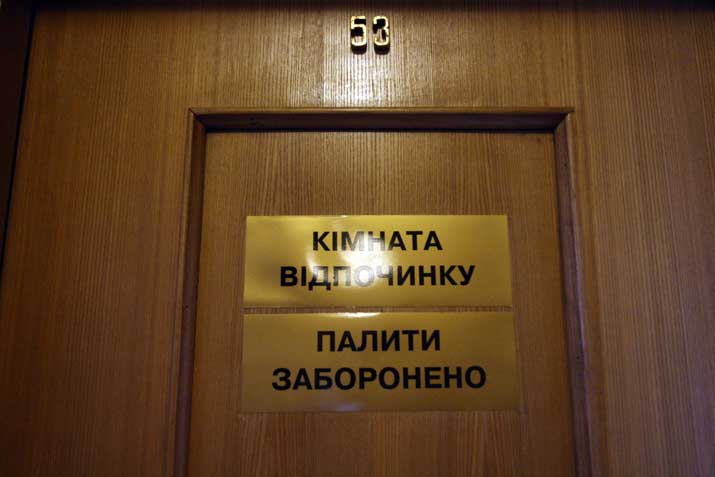 53
КІМНАТА
ВІДПОЧИНКУ
ПАЛИТИ
ЗАБОРОНЕНО